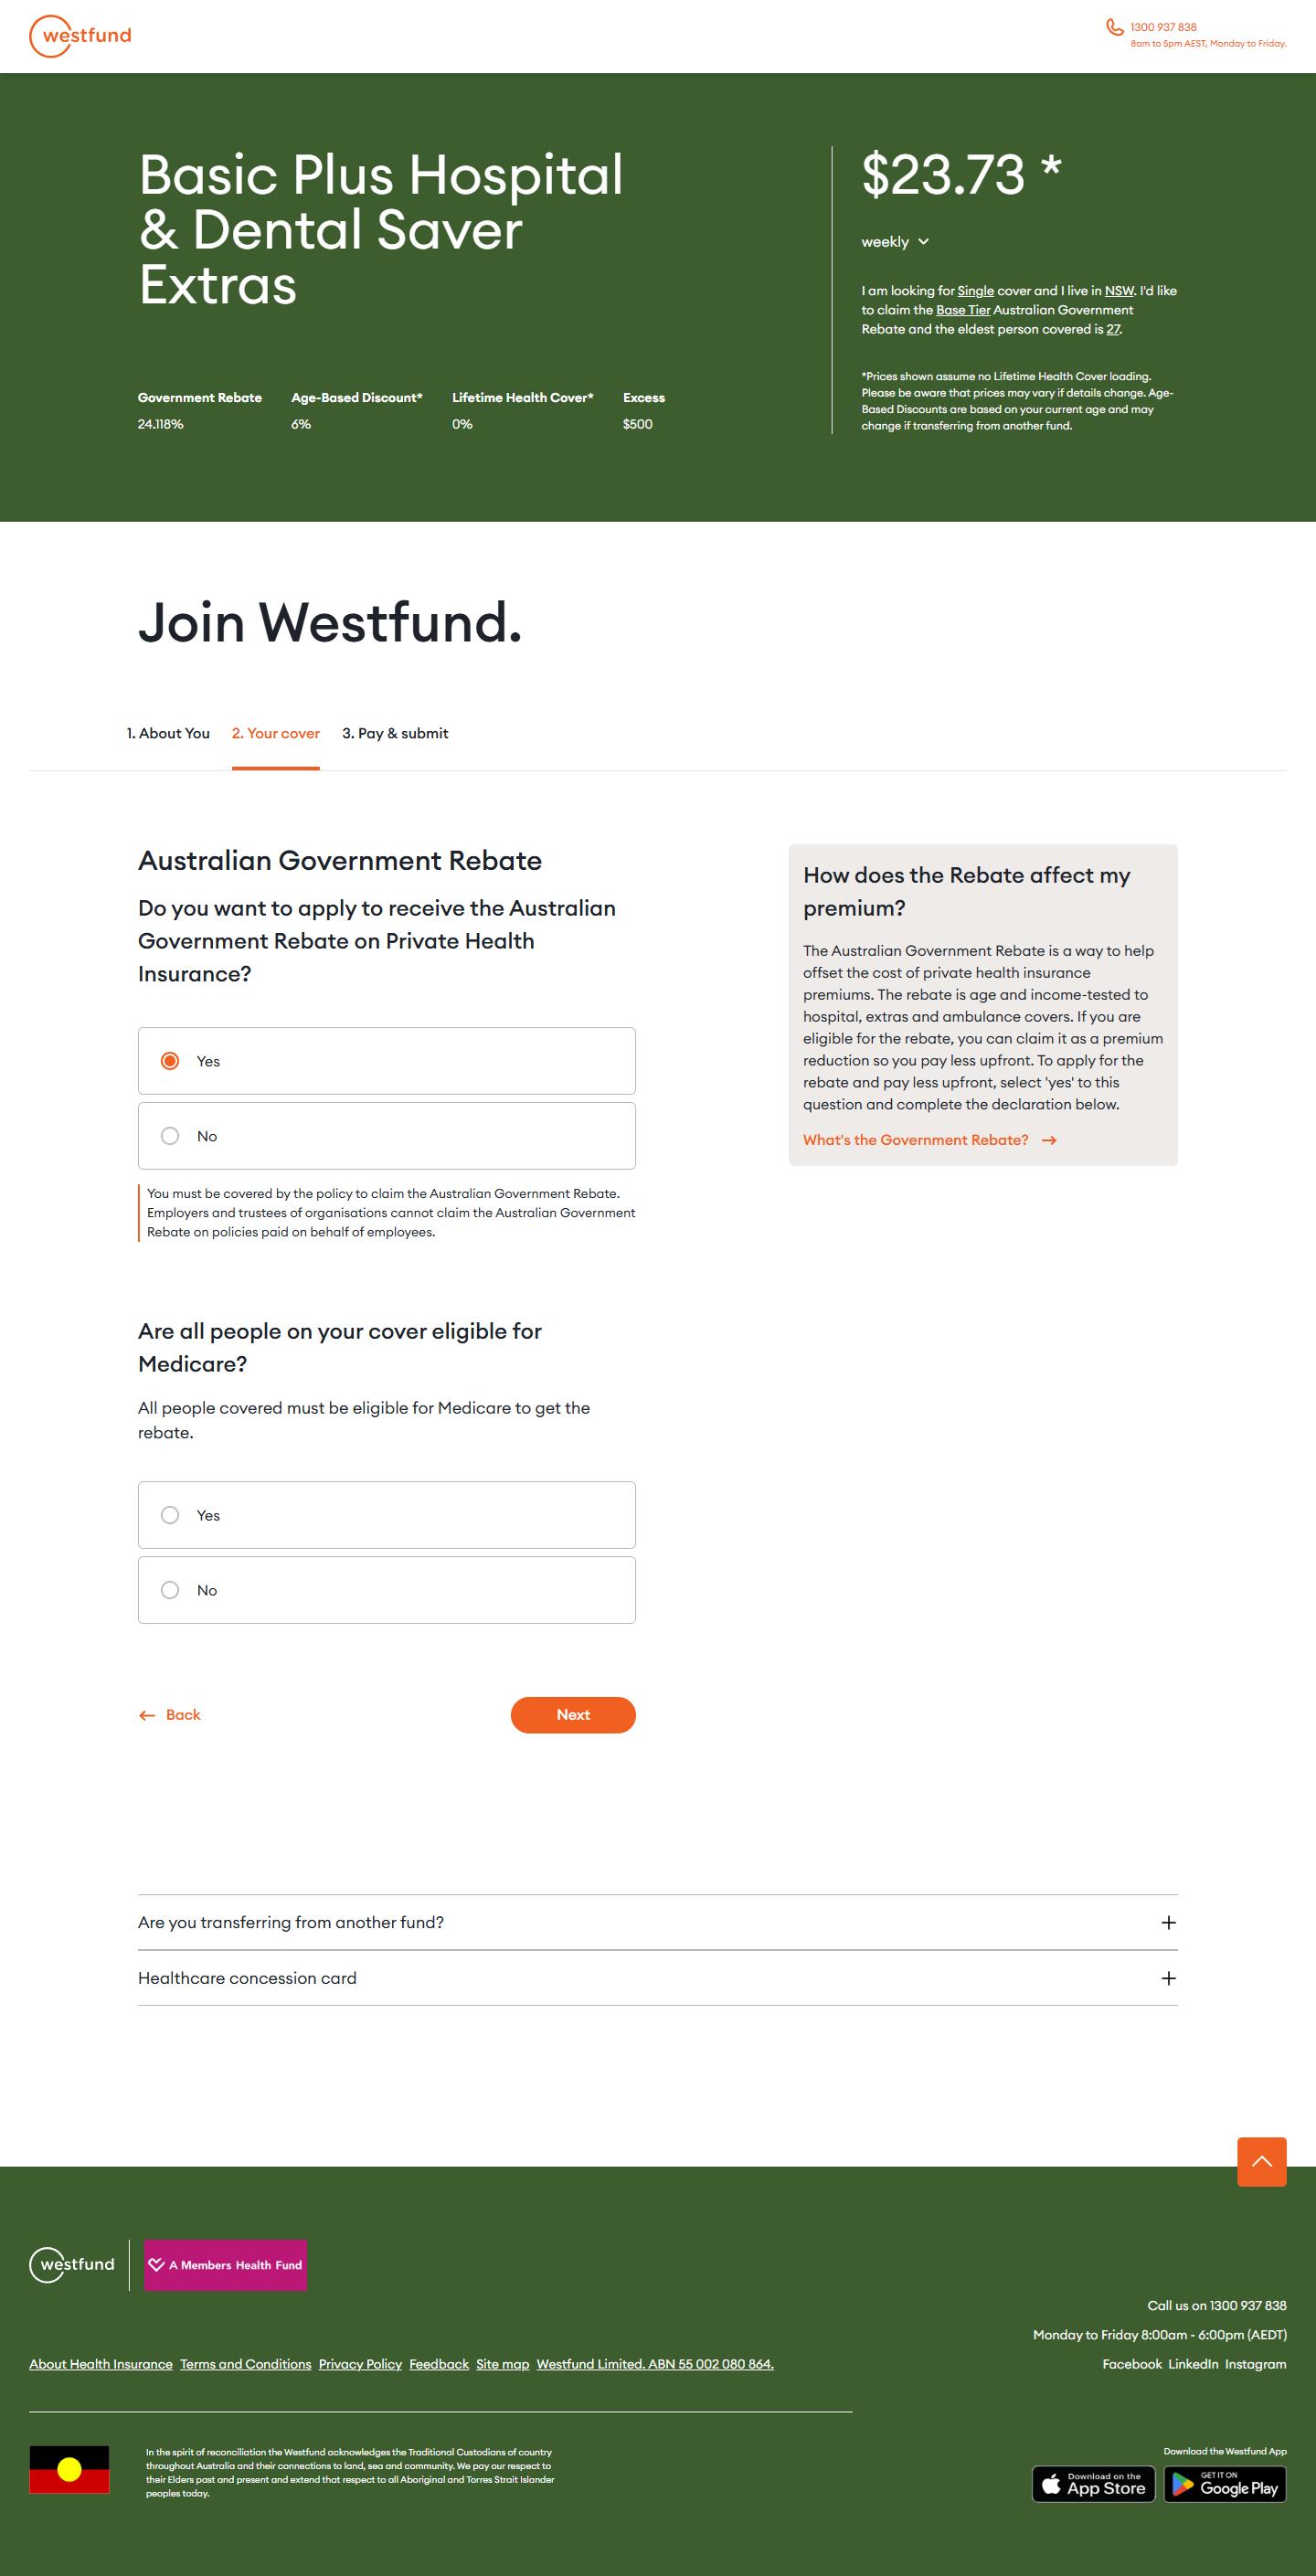 westfund
1300 937 838
8am to 5pm AEST, Monday to Friday.
Basic Plus Hospital
& Dental Saver
Extras
$23.73 *
weekly
I am looking for Single cover and I live in NSW. I'd like
to claim the Base Tier Australian Government
Rebate and the eldest person covered is 27.
*Prices shown assume no Lifetime Health Cover loading.
Please be aware that prices may vary if details change. Age-
Based Discounts are based on your current age and may
change if transferring from another fund.
Government Rebate Age-Based Discount* Lifetime Health Cover* Excess
24.118% 6% 0% $500
Join Westfund.
1. About You 2. Your cover 3. Pay & submit
Australian Government Rebate
Do you want to apply to receive the Australian
Government Rebate on Private Health
Insurance?
Yes
No
You must be covered by the policy to claim the Australian Government Rebate.
Employers and trustees of organisations cannot claim the Australian Government
Rebate on policies paid on behalf of employees.
How does the Rebate affect my
premium?
The Australian Government Rebate is a way to help
offset the cost of private health insurance
premiums. The rebate is age and income-tested to
hospital, extras and ambulance covers. If you are
eligible for the rebate, you can claim it as a premium
reduction so you pay less upfront. To apply for the
rebate and pay less upfront, select 'yes' to this
question and complete the declaration below.
What's the Government Rebate?
Are all people on your cover eligible for
Medicare?
All people covered must be eligible for Medicare to get the
rebate.
Yes
No
Back
Next
Are you transferring from another fund?
Healthcare concession card
westfund
A Members Health Fund
Call us on 1300 937 838
Monday to Friday 8:00am - 6:00pm (AEDT)
About Health Insurance Terms and Conditions Privacy Policy Feedback Site map Westfund Limited. ABN 55 002 080 864.
Facebook LinkedIn Instagram
In the spirit of reconciliation the Westfund acknowledges the Traditional Custodians of country
throughout Australia and their connections to land, sea and community. We pay our respect to
their Elders past and present and extend that respect to all Aboriginal and Torres Strait Islander
peoples today.
Download the Westfund App
Download on the
App Store
GET IT ON
Google Play